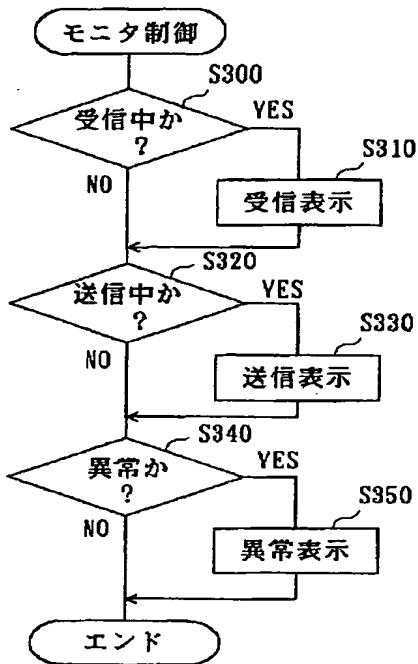 モニタ制御
S300
受信中か
?
YES
S310
NO
受信表示
S320
送信中か
?
YES
S330
NO
送信表示
S340
異常か
?
YES
S350
NO
異常表示
エンド